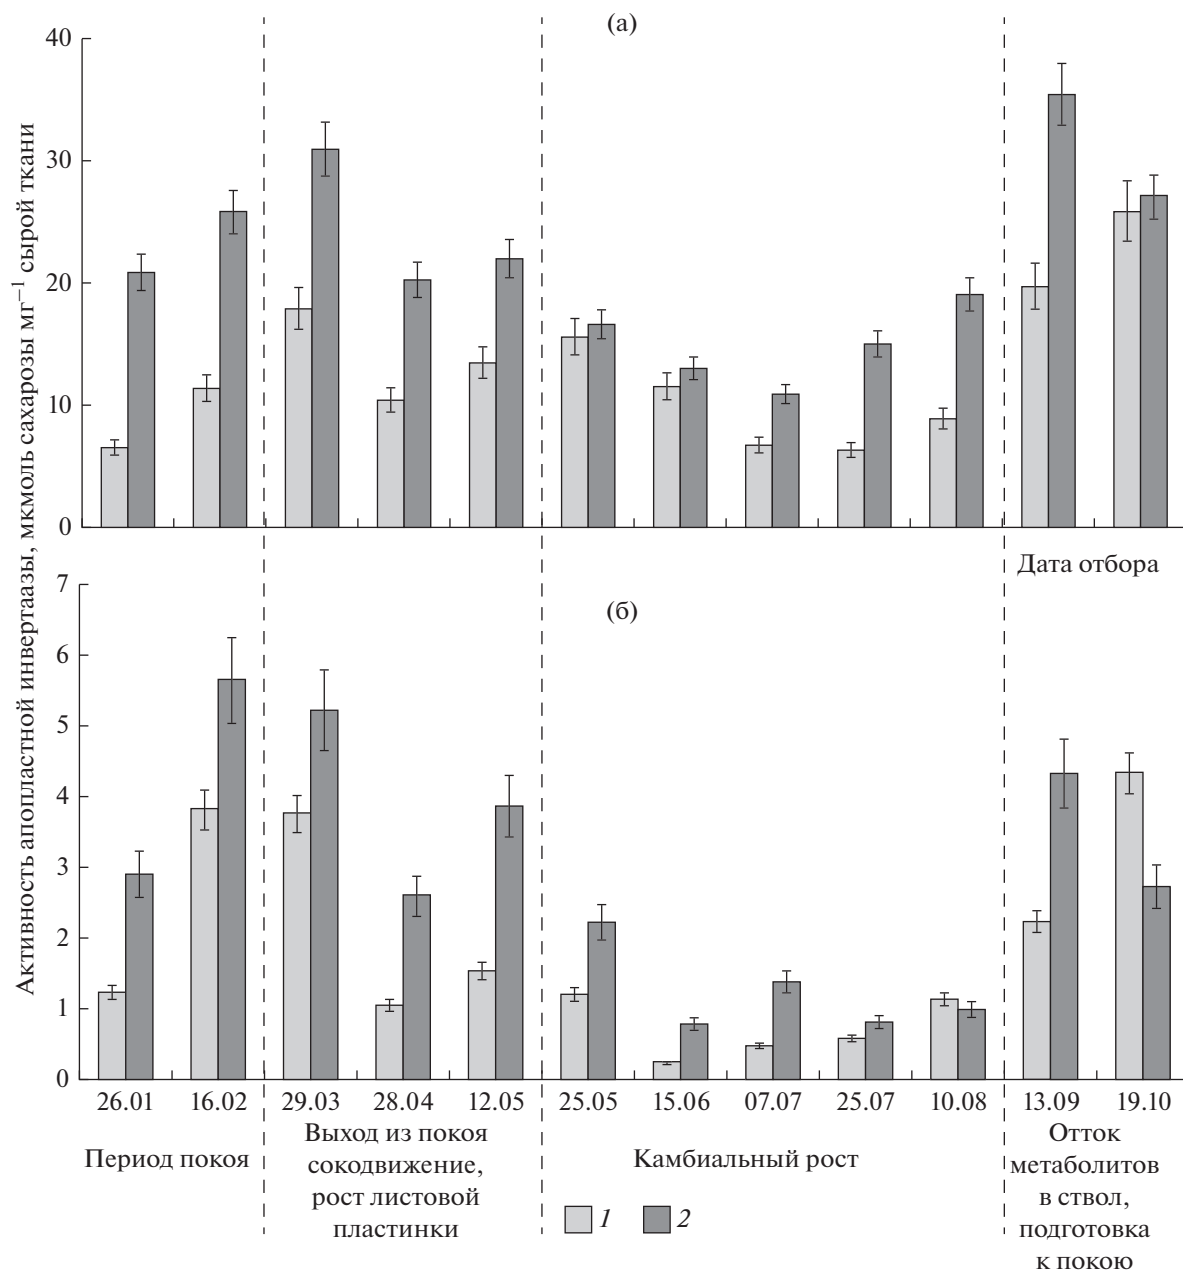 (а)
Активность апопластной инвертаазы, мкмоль сахарозы мг⁻¹ сырой ткани
40
30
20
10
0
Дата отбора
(б)
7
6
5
4
3
2
1
0
26.01 16.02 29.03 28.04 12.05 25.05 15.06 07.07 25.07 10.08 13.09 19.10
Период покоя
Выход из покоя
сокодвижение,
рост листовой
пластинки
Камбиальный рост
Отток
метаболитов
в ствол,
подготовка
к покою
1 2